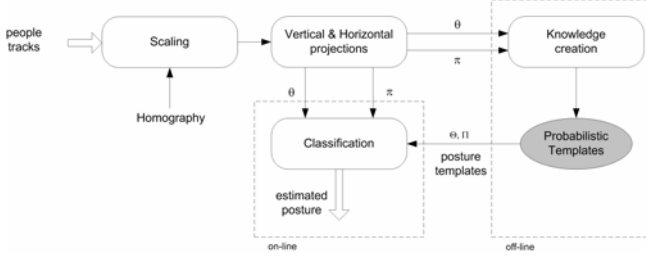 people
tracks
Scaling
Homography
Vertical & Horizontal
projections
θ
π
Knowledge
creation
θ
π
Classification
Θ, Π
posture
templates
Probabilistic
Templates
estimated
posture
on-line
off-line